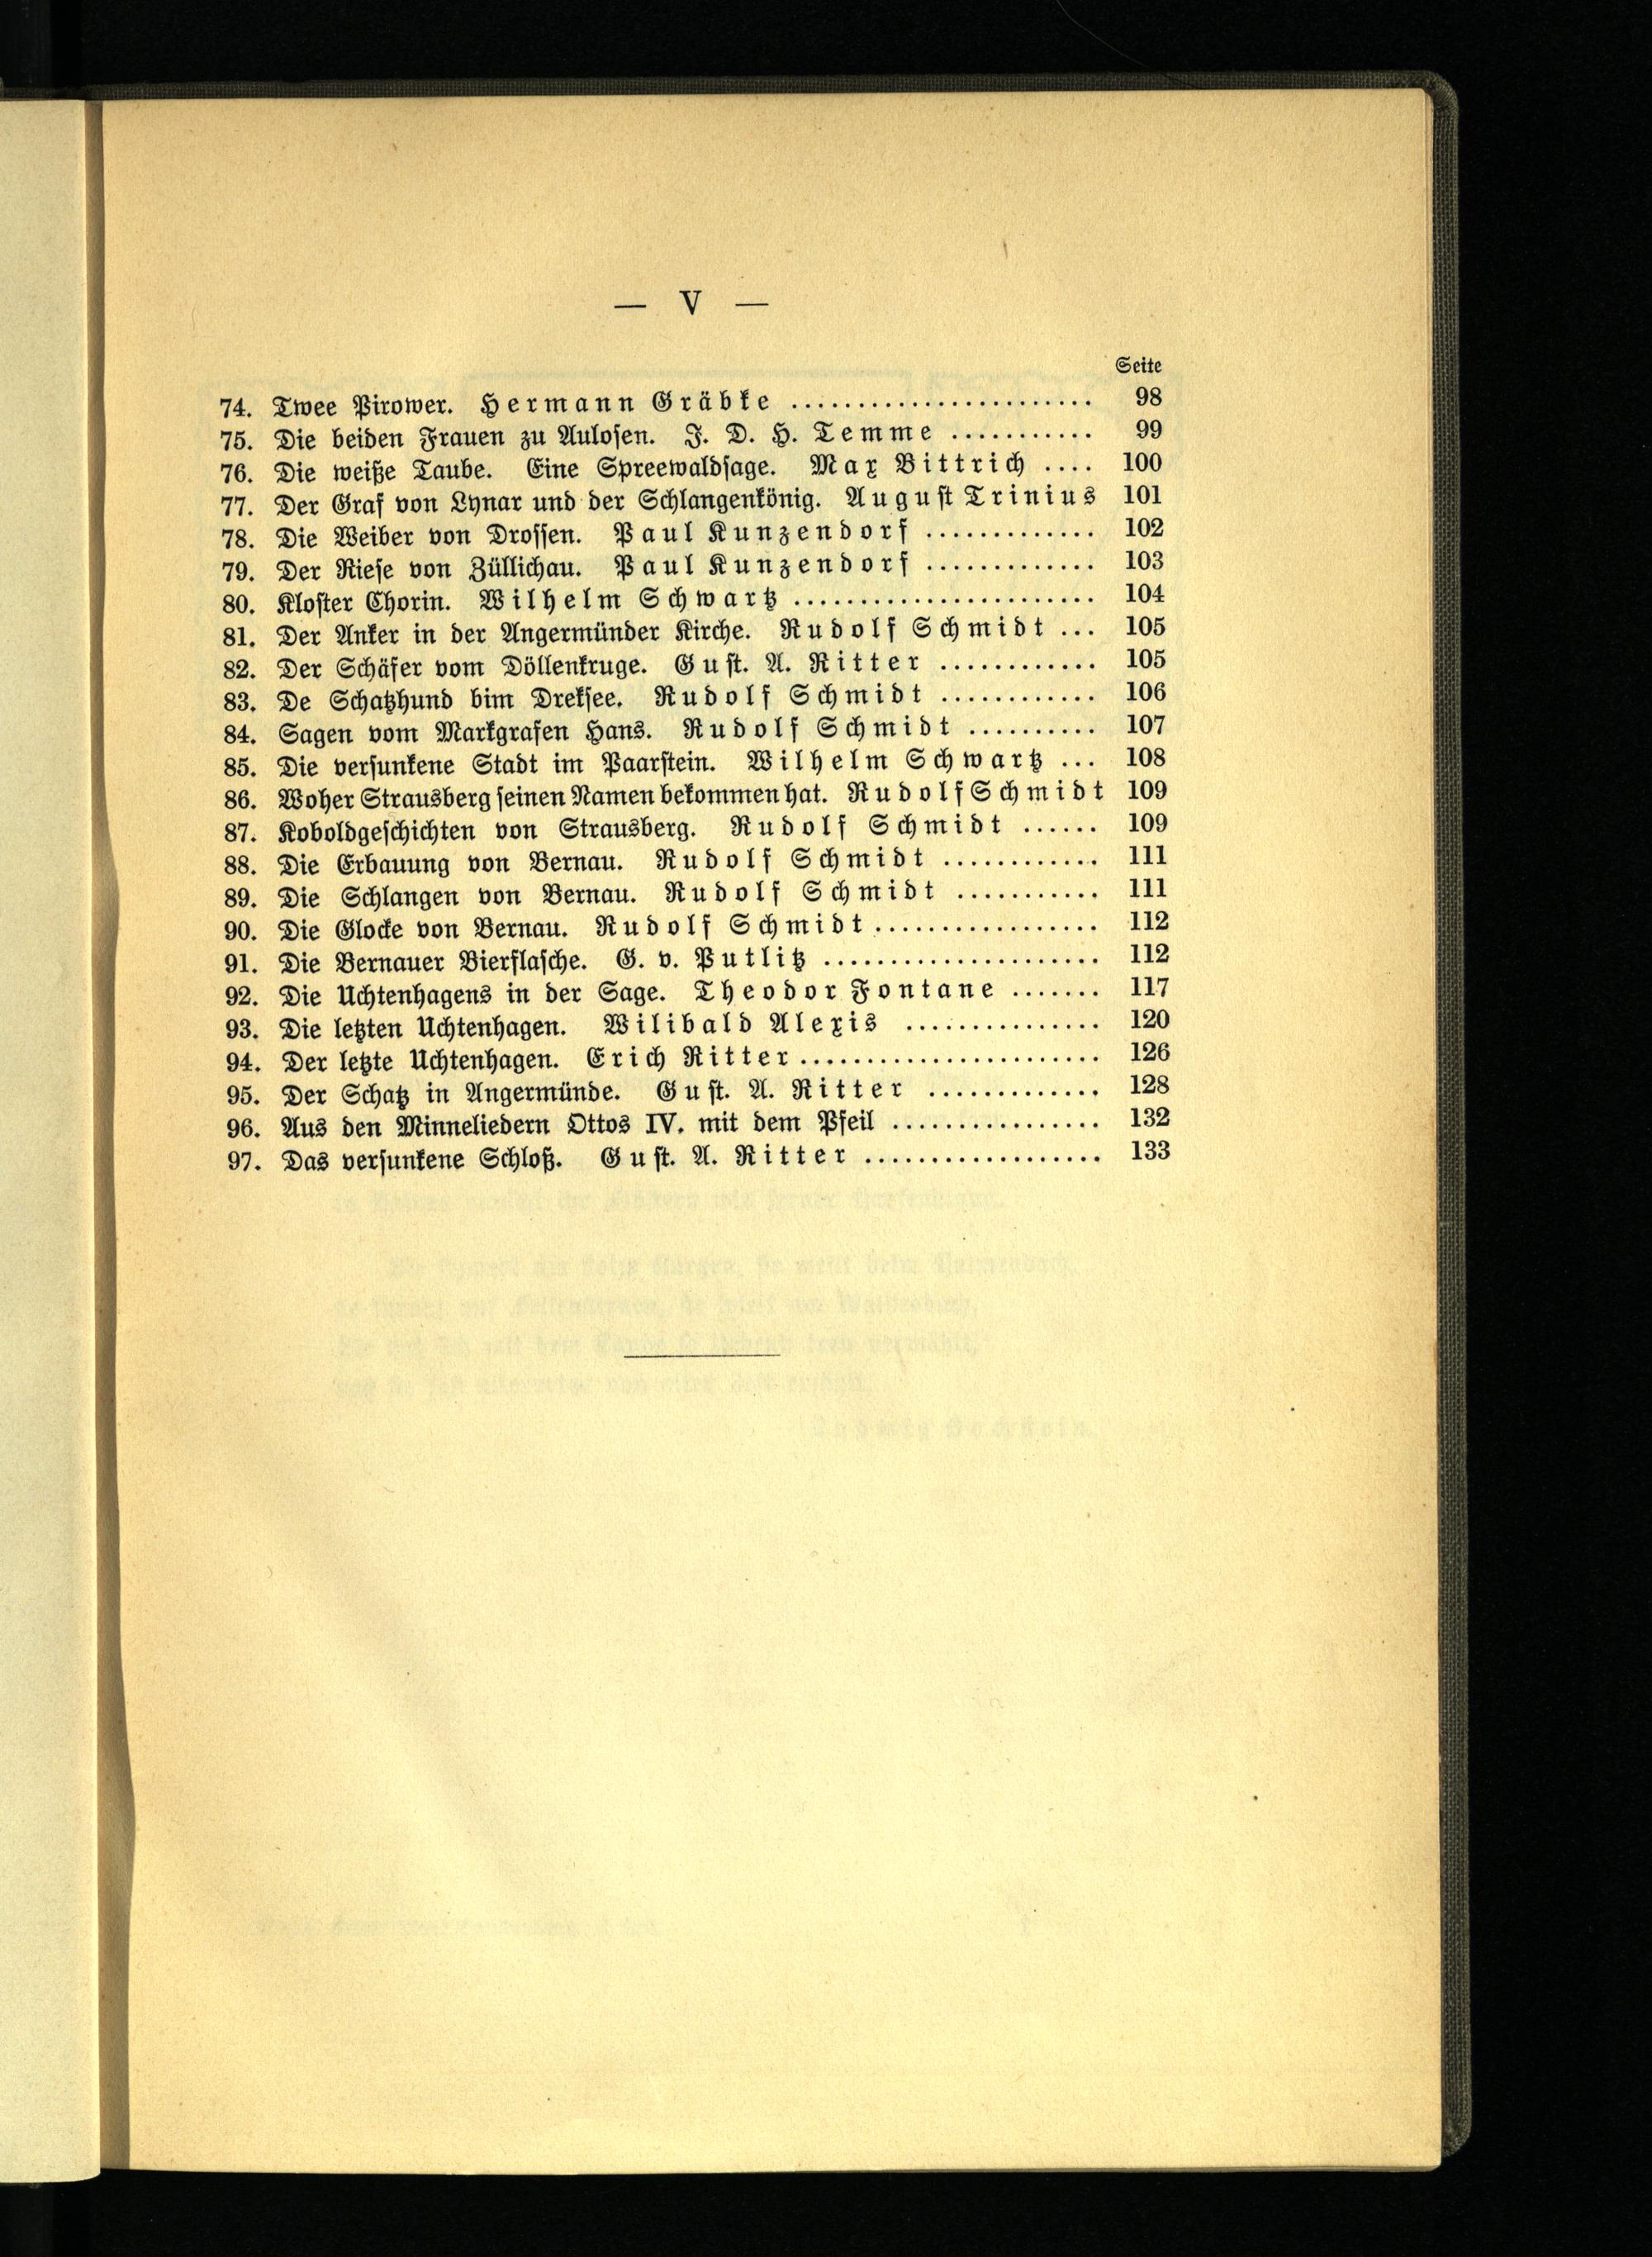 — V —
Seite
74. Twee Pirower. Hermann Gräbke ....................... 98
75. Die beiden Frauen zu Aulosen. J. D. H. Temme ........... 99
76. Die weiße Taube. Eine Spreewaldsage. Max Bittrich .... 100
77. Der Graf von Lynar und der Schlangenkönig. August Trinius 101
78. Die Weiber von Drossen. Paul Kunzendorf ............. 102
79. Der Riese von Züllichau. Paul Kunzendorf ............. 103
80. Kloster Chorin. Wilhelm Schwartz ....................... 104
81. Der Anker in der Angermünder Kirche. Rudolf Schmidt ... 105
82. Der Schäfer vom Döllenkruge. Gust. A. Ritter ............ 105
83. De Schatzhund bim Dreksee. Rudolf Schmidt ............ 106
84. Sagen vom Markgrafen Hans. Rudolf Schmidt .......... 107
85. Die versunkene Stadt im Paarstein. Wilhelm Schwartz ... 108
86. Woher Strausberg seinen Namen bekommen hat. Rudolf Schmidt 109
87. Koboldgeschichten von Strausberg. Rudolf Schmidt ...... 109
88. Die Erbauung von Bernau. Rudolf Schmidt ............ 111
89. Die Schlangen von Bernau. Rudolf Schmidt ........... 111
90. Die Glocke von Bernau. Rudolf Schmidt ................. 112
91. Die Bernauer Bierflasche. G. v. Putlitz ..................... 112
92. Die Uchtenhagens in der Sage. Theodor Fontane ....... 117
93. Die letzten Uchtenhagen. Wilibald Alexis ............... 120
94. Der letzte Uchtenhagen. Erich Ritter ....................... 126
95. Der Schatz in Angermünde. Gust. A. Ritter ............. 128
96. Aus den Minneliedern Ottos IV. mit dem Pfeil ................ 132
97. Das versunkene Schloß. Gust. A. Ritter .................. 133